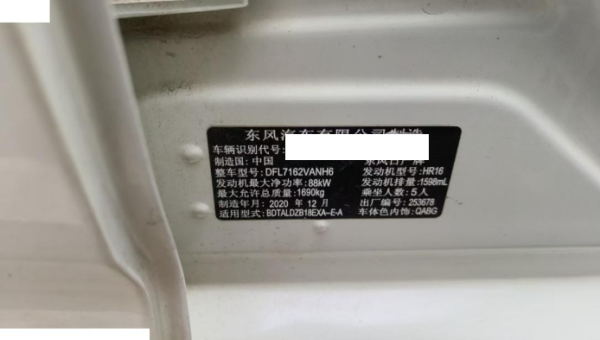 东风汽车有限公司制造
车辆识别代号:
制造国: 中国 东风日产牌
整车型号: DFL7162VANH6 发动机型号: HR16
发动机最大净功率: 88kW 发动机排量: 1598mL
最大允许总质量: 1690kg 乘坐人数: 5人
制造年月: 2020 年 12 月 出厂编号: 253678
适用型式: BDTALDZB18EXA-E-A 车体色内饰: QABG